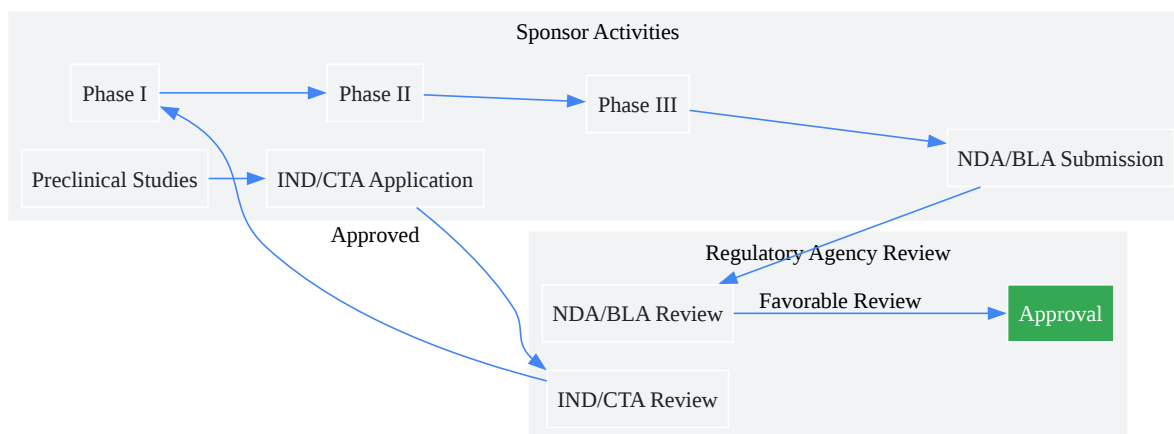 Sponsor Activities
Phase I
Phase II
Phase III
NDA/BLA Submission
Preclinical Studies
IND/CTA Application
Approved
Regulatory Agency Review
NDA/BLA Review
Favorable Review
Approval
IND/CTA Review